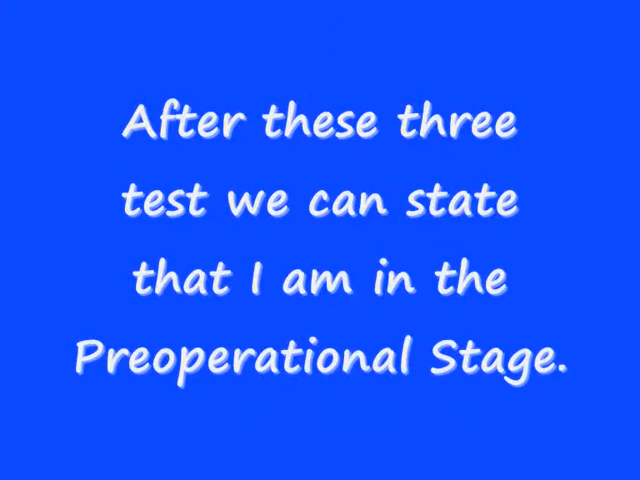 After these three
test we can state
that I am in the
Preoperational Stage.